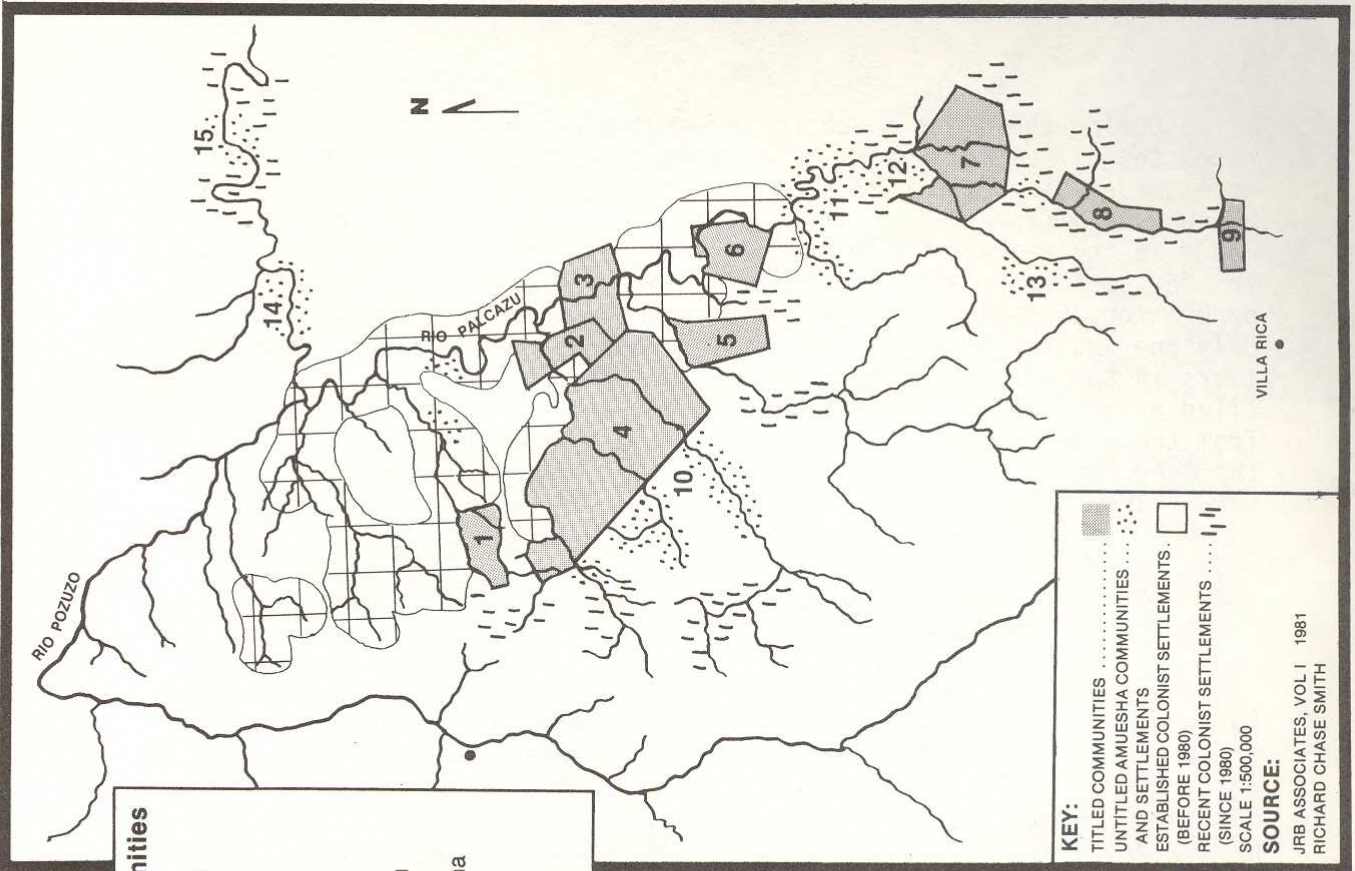 nities
a
RIO POZUZO
RIO PALCAZU
N
1
2
3
4
5
6
7
8
9
10
11
12
13
14
15
VILLA RICA
KEY:
TITLED COMMUNITIES
UNTITLED AMUESHA COMMUNITIES
AND SETTLEMENTS
ESTABLISHED COLONIST SETTLEMENTS
(BEFORE 1980)
RECENT COLONIST SETTLEMENTS
(SINCE 1980)
SCALE 1:500,000
SOURCE:
JRB ASSOCIATES, VOL I 1981
RICHARD CHASE SMITH